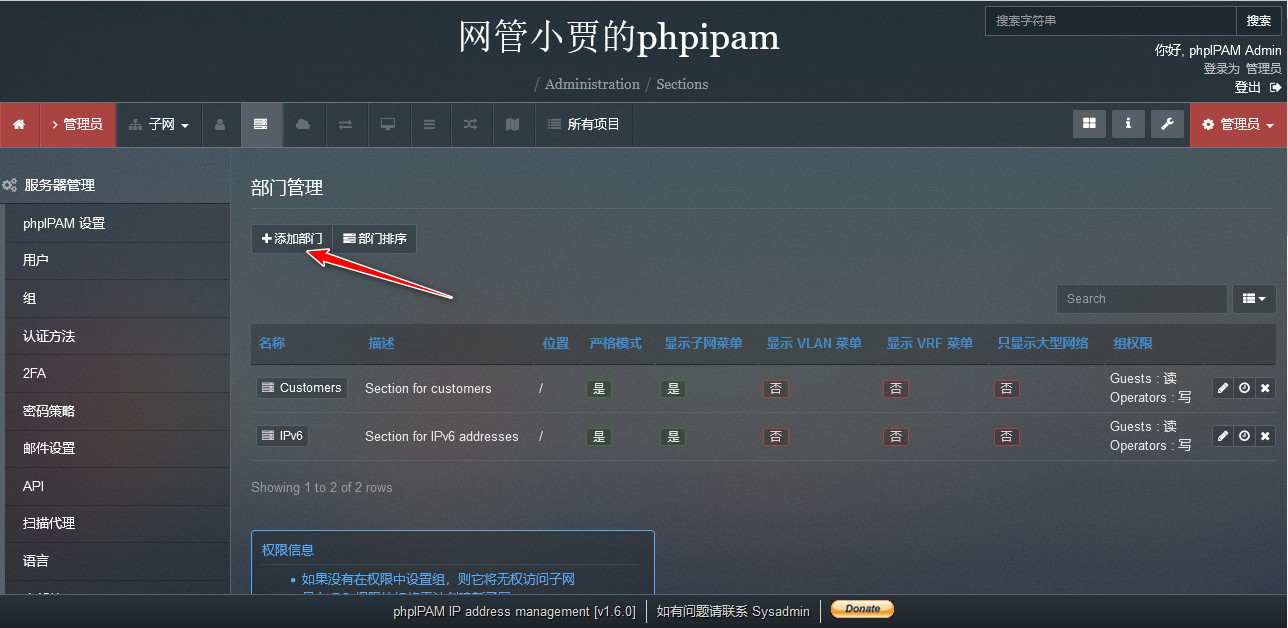 网管小贾的phpipam
/ Administration / Sections
搜索字符串 搜索
你好, phpIPAM Admin
登录为 管理员
登出
管理员 子网 所有项目 管理员
服务器管理
phpIPAM 设置
用户
组
认证方法
2FA
密码策略
邮件设置
API
扫描代理
语言
部门管理
添加部门 部门排序
Search
名称 描述 位置 严格模式 显示子网菜单 显示 VLAN 菜单 显示 VRF 菜单 只显示大型网络 组权限
Customers Section for customers / 是 是 否 否 否 Guests : 读
Operators : 写
IPv6 Section for IPv6 addresses / 是 是 否 否 否 Guests : 读
Operators : 写
Showing 1 to 2 of 2 rows
权限信息
• 如果没有在权限中设置组，则它将无权访问子网
phpIPAM IP address management [v1.6.0] 如有问题请联系 Sysadmin Donate